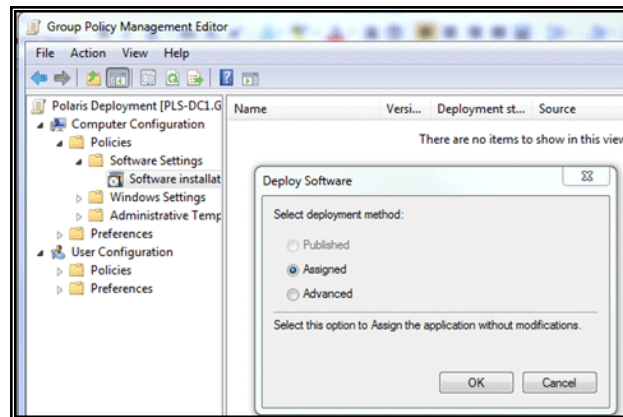 Group Policy Management Editor
File Action View Help
Polaris Deployment [PLS-DC1.G
Computer Configuration
Policies
Software Settings
Software installat
Windows Settings
Administrative Temp
Preferences
User Configuration
Policies
Preferences
Name Versi... Deployment st... Source
There are no items to show in this view
Deploy Software
Select deployment method:
Published
Assigned
Advanced
Select this option to Assign the application without modifications.
OK Cancel